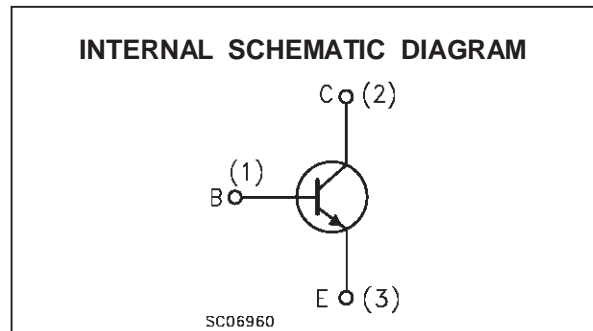 INTERNAL SCHEMATIC DIAGRAM
C (2)
(1)
B
E (3)
SC06960